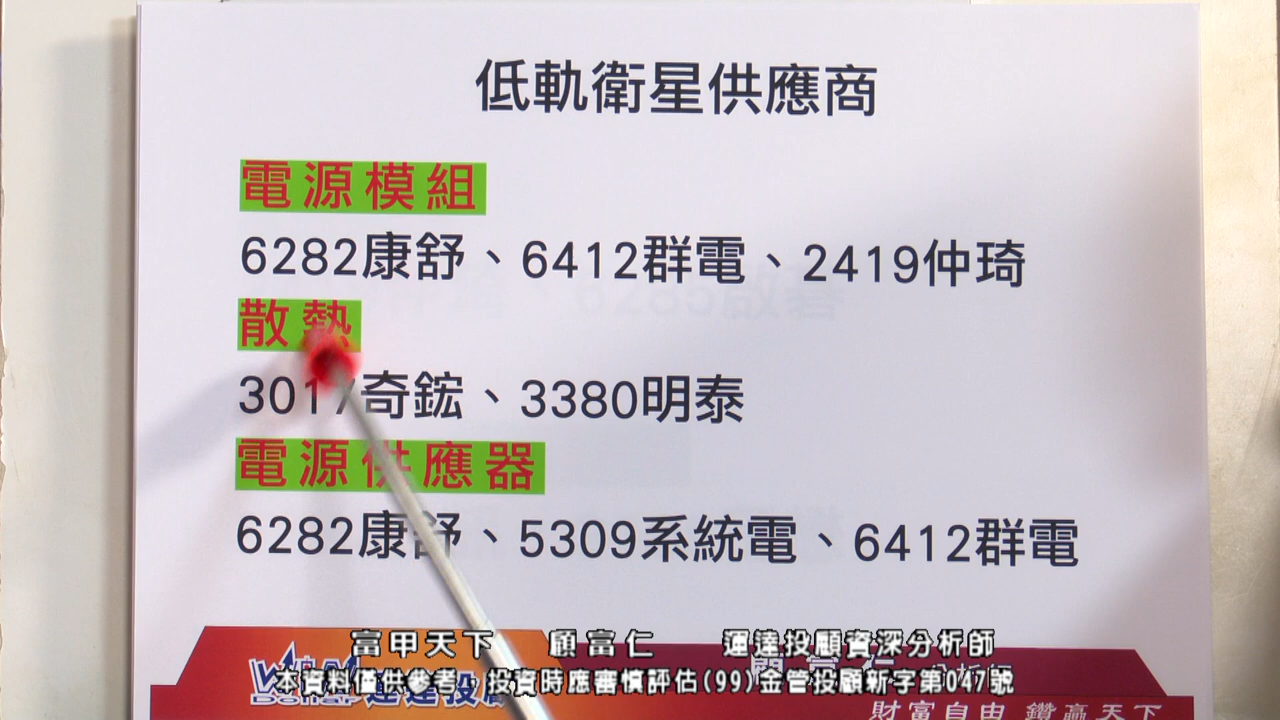 低軌衛星供應商
電源模組
6282康舒、6412群電、2419仲琦
散熱
3017奇鋐、3380明泰
電源供應器
6282康舒、5309系統電、6412群電
富甲天下 顧富仁 運達投顧資深分析師
本資料僅供參考 投資時應審慎評估(99)金管投顧新字第047號
財富自由 鑽贏天下